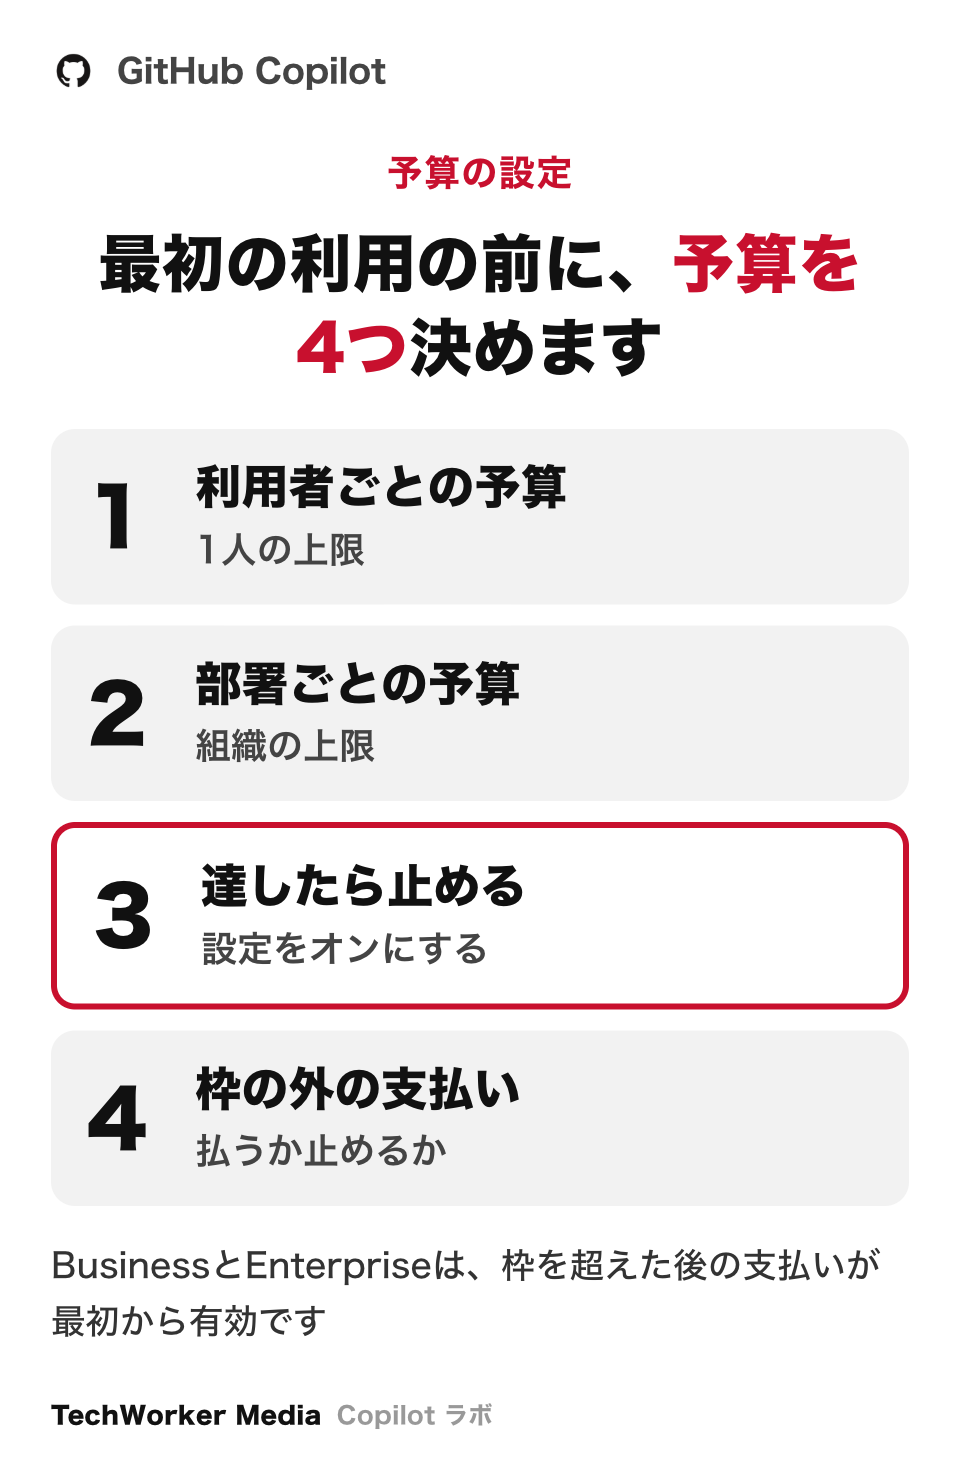 GitHub Copilot
予算の設定
最初の利用の前に、予算を
4つ決めます
1
利用者ごとの予算
1人の上限
2
部署ごとの予算
組織の上限
3
達したら止める
設定をオンにする
4
枠の外の支払い
払うか止めるか
BusinessとEnterpriseは、枠を超えた後の支払いが
最初から有効です
TechWorker Media Copilot ラボ